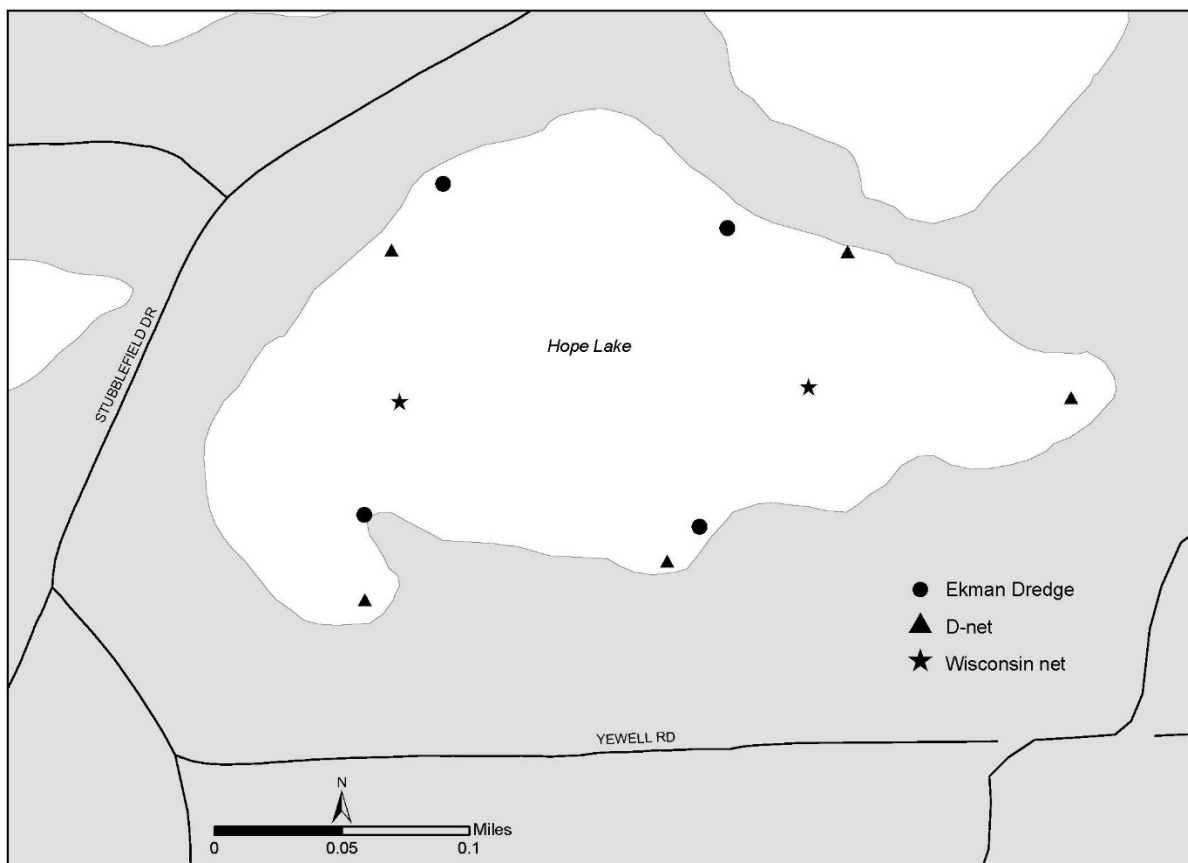 STUBBLEFIELD DR
Hope Lake
Ekman Dredge
D-net
Wisconsin net
YEWELL RD
N
Miles
0 0.05 0.1